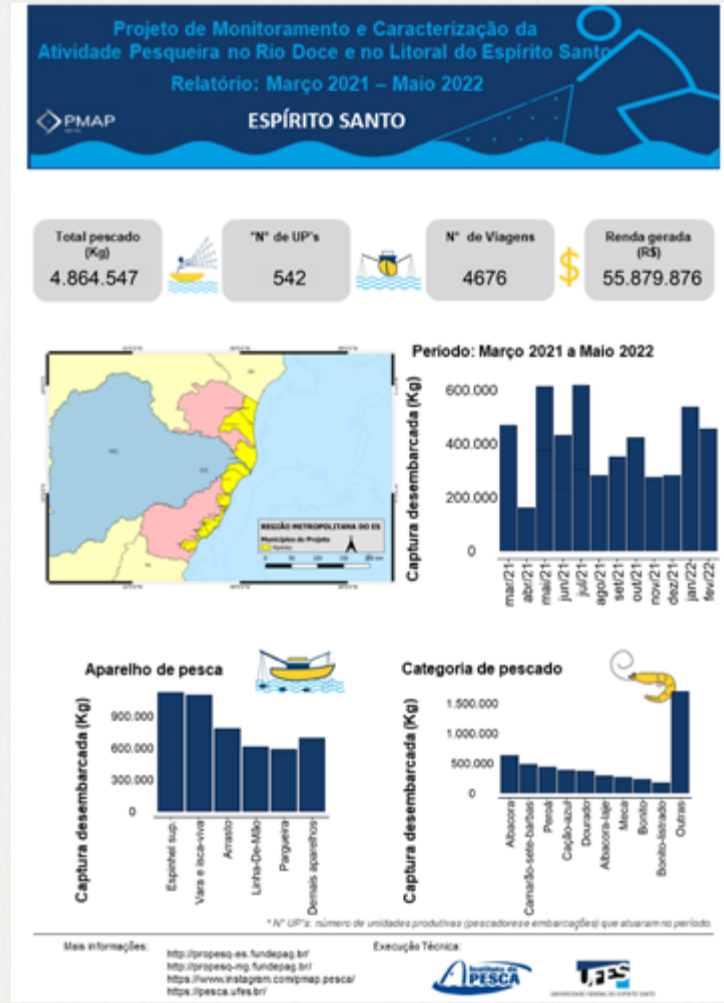 Projeto de Monitoramento e Caracterização da
Atividade Pesqueira no Rio Doce e no Litoral do Espírito Santo
Relatório: Março 2021 – Maio 2022
PMAP
ESPÍRITO SANTO
Total pescado
(Kg)
4.864.547
"N° de UP's
542
N° de Viagens
4676
$
Renda gerada
(R$)
55.879.876
REGIÃO METROPOLITANA DO ES
Municípios do Projeto
Período: Março 2021 a Maio 2022
Captura desembarcada (Kg)
600.000
400.000
200.000
0
mar/21
abr/21
mai/21
jun/21
jul/21
ago/21
set/21
out/21
nov/21
dez/21
jan/22
fev/22
Aparelho de pesca
Captura desembarcada (Kg)
900.000
600.000
300.000
0
Espinhel sup.
Vara e isca-viva
Arrasto
Linha-De-Mão
Pargueira
Demais aparelhos
Categoria de pescado
Captura desembarcada (Kg)
1.500.000
1.000.000
500.000
0
Albacora
Camarão-sete-barbas
Peroá
Cação-azul
Dourado
Albacora-laje
Meca
Bonito
Bonito-listrado
Outras
* N° UP's: número de unidades produtivas (pescadores e embarcações) que atuaram no período.
Mais informações:
http://propesq-es.fundepag.br/
http://propesq-mg.fundepag.br/
https://www.instagram.com/pmap.pesca/
https://pesca.ufes.br/
Execução Técnica:
Instituto de
PESCA
UFES
UNIVERSIDADE FEDERAL DO ESPÍRITO SANTO